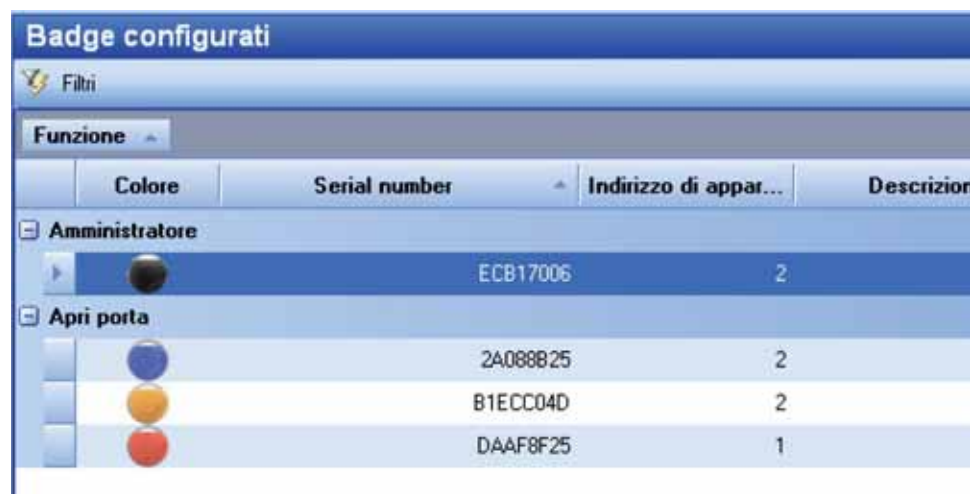 Badge configurati
Filtri
Funzione
Colore Serial number Indirizzo di appar... Descrizion
Amministratore
ECB17006 2
Apri porta
2A088B25 2
B1ECC04D 2
DAAF8F25 1